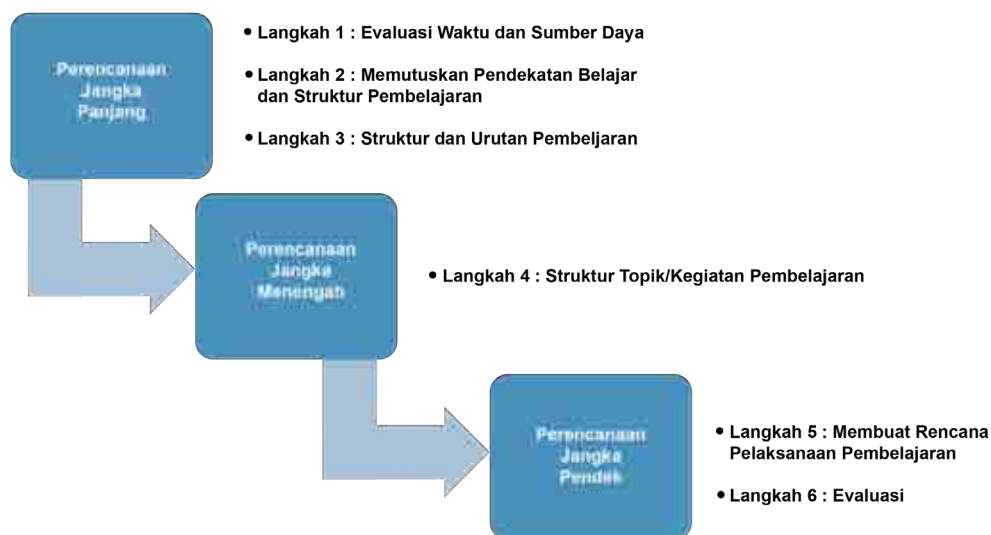 Perencanaan
Jangka
Panjang
• Langkah 1 : Evaluasi Waktu dan Sumber Daya
• Langkah 2 : Memutuskan Pendekatan Belajar
dan Struktur Pembelajaran
• Langkah 3 : Struktur dan Urutan Pembeljaran
Perencanaan
Jangka
Menengah
• Langkah 4 : Struktur Topik/Kegiatan Pembelajaran
Perencanaan
Jangka
Pendek
• Langkah 5 : Membuat Rencana
Pelaksanaan Pembelajaran
• Langkah 6 : Evaluasi